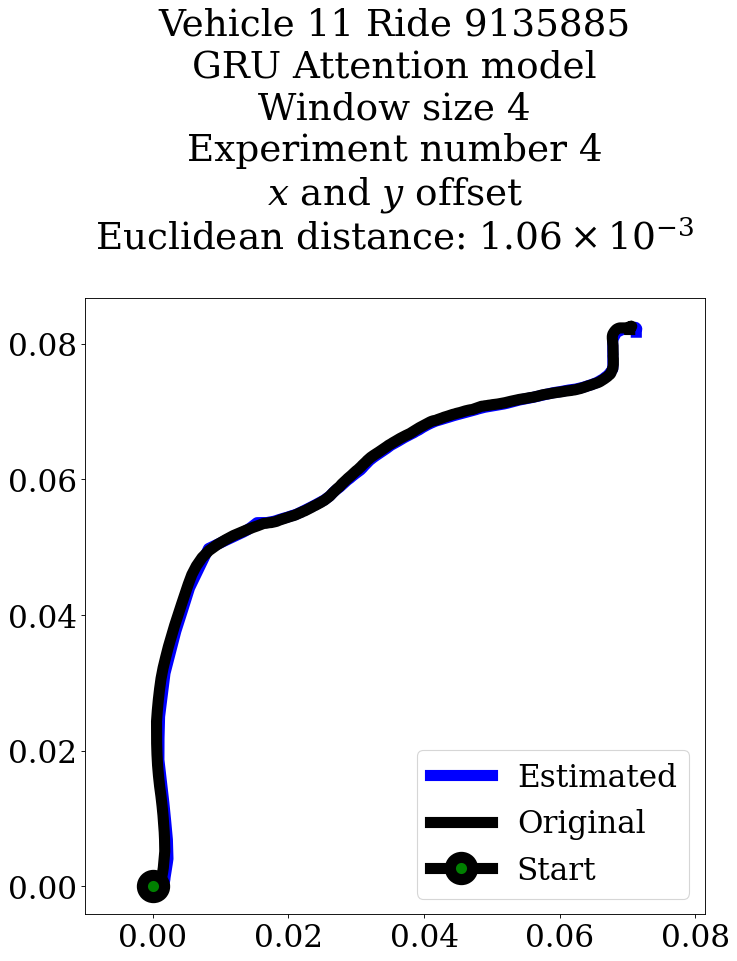 Vehicle 11 Ride 9135885
GRU Attention model
Window size 4
Experiment number 4
x and y offset
Euclidean distance: 1.06 × 10⁻³
0.08
0.06
0.04
0.02
0.00
Estimated
Original
Start
0.00 0.02 0.04 0.06 0.08